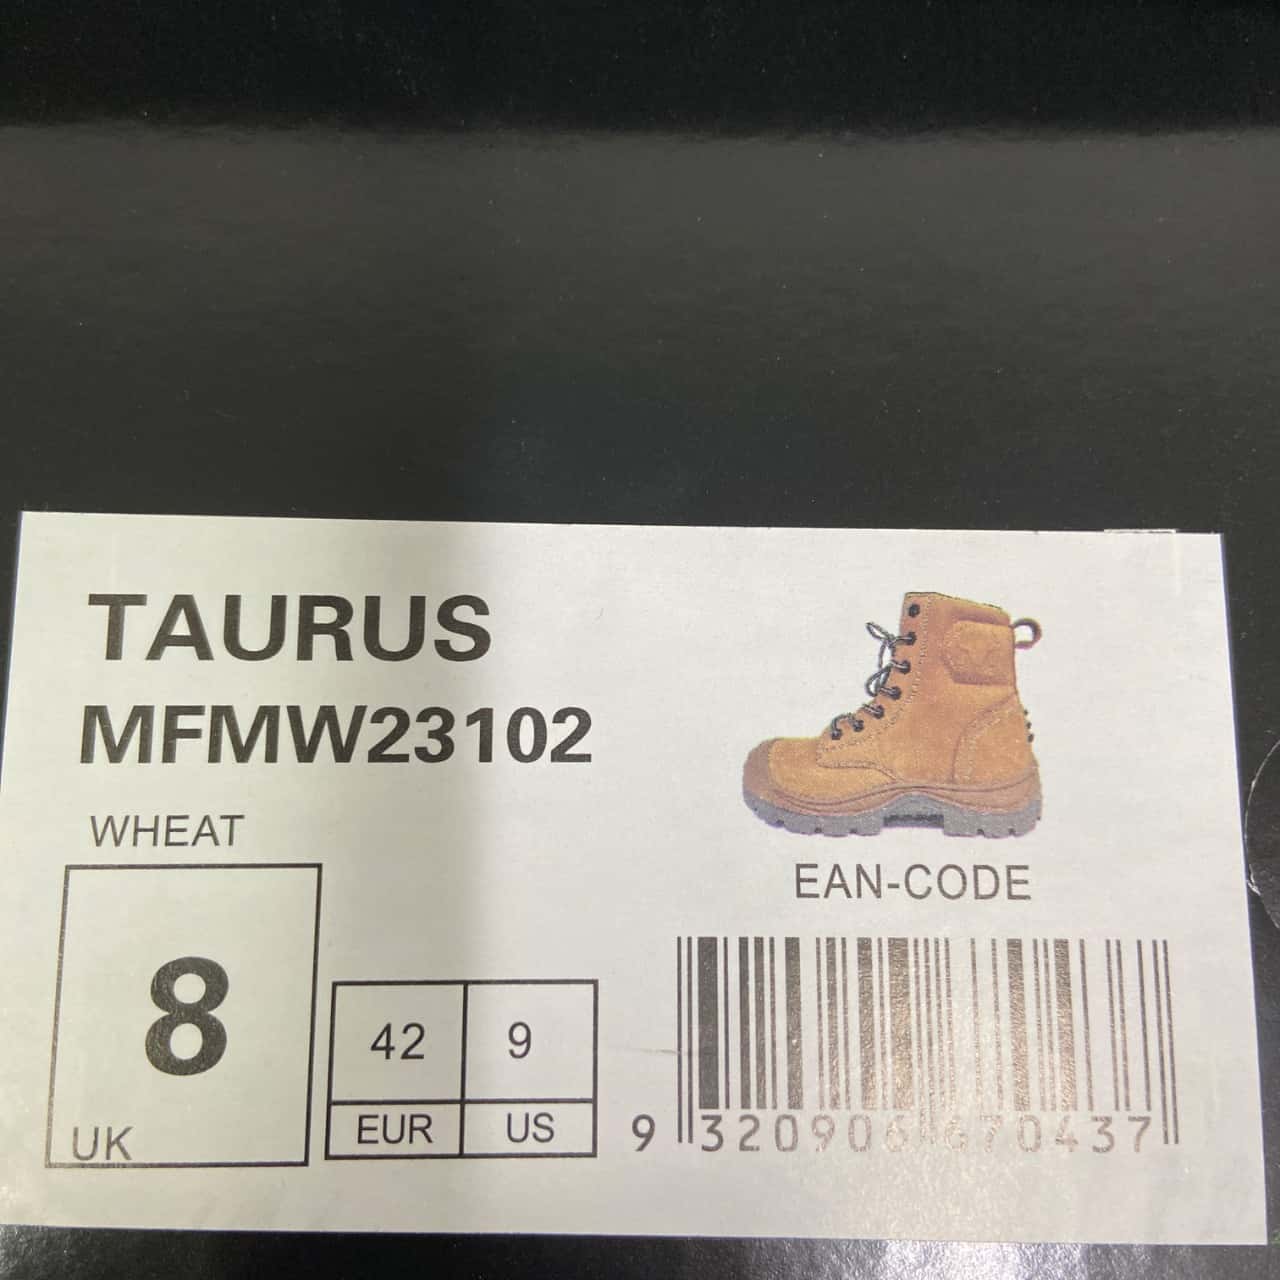 TAURUS
MFMW23102
WHEAT
8
UK
42 9
EUR US
EAN-CODE
9 320906 670437